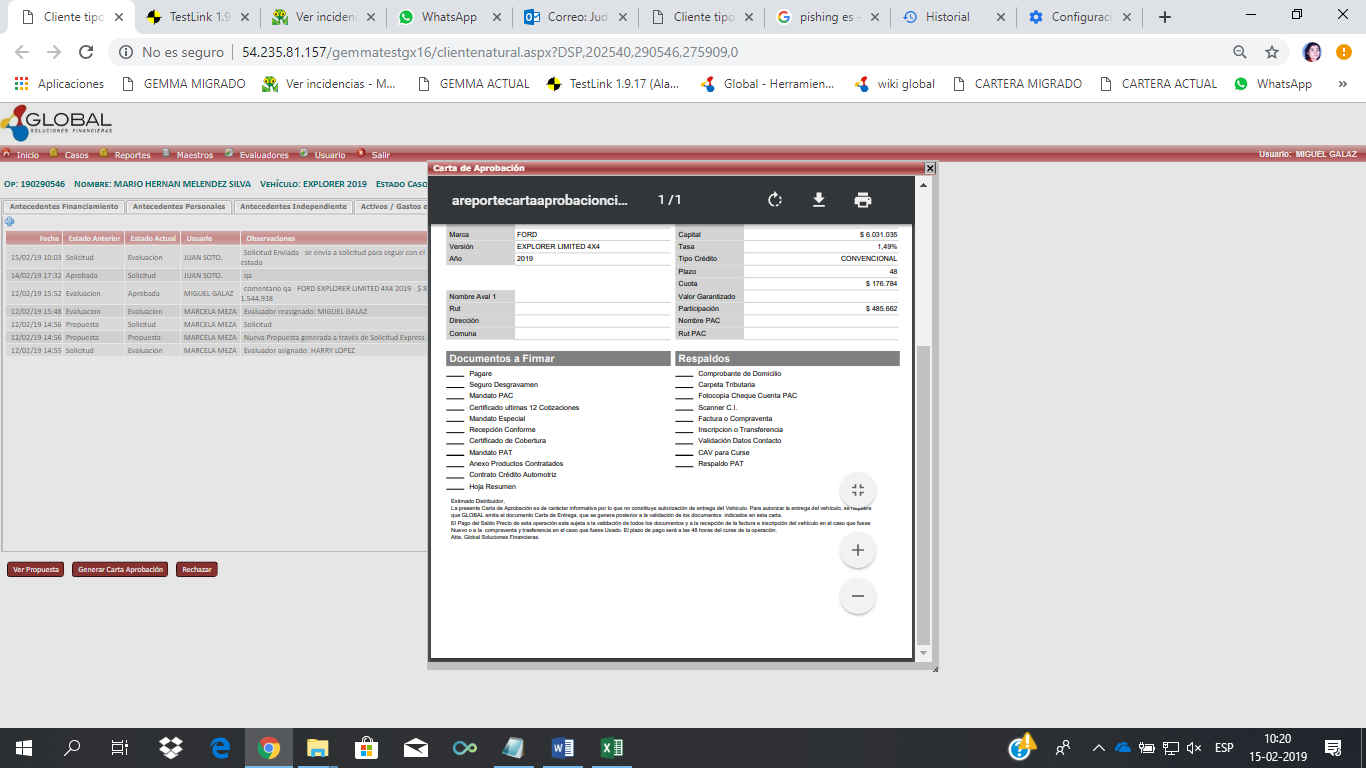 Cliente tipo
TestLink 1.9
Ver inciden
WhatsApp
Correo: Jud
Cliente tipo
pishing es -
Historial
Configurac
No es seguro | 54.235.81.157/gemmatestgx16/clientenatural.aspx?DSP,202540,290546,275909,0
Aplicaciones
GEMMA MIGRADO
Ver incidencias - M...
GEMMA ACTUAL
TestLink 1.9.17 (Ala...
Global - Herramien...
wiki global
CARTERA MIGRADO
CARTERA ACTUAL
WhatsApp
»
GLOBAL
SOLUCIONES FINANCIERAS
Inicio Casos Reportes Maestros Evaluadores Usuario Salir
Usuario: MIGUEL GALAZ
OP: 190290546 NOMBRE: MARIO HERNAN MELENDEZ SILVA VEHÍCULO: EXPLORER 2019 ESTADO CASO
Antecedentes Financiamiento Antecedentes Personales Antecedentes Independiente Activos / Gastos e
Fecha Estado Anterior Estado Actual Usuario Observaciones
15/02/19 10:03 Solicitud Evaluacion JUAN SOTO. Solicitud Enviada - se envia a solicitud para seguir con el
estado
14/02/19 17:32 Aprobada Solicitud JUAN SOTO. qa
12/02/19 15:52 Evaluacion Aprobada MIGUEL GALAZ comentario qa - FORD EXPLORER LIMITED 4X4 2019 - $ 8
1.544.938
12/02/19 15:48 Evaluacion Evaluacion MARCELA MEZA Evaluador reasignado: MIGUEL GALAZ
12/02/19 14:56 Propuesta Solicitud MARCELA MEZA Solicitud
12/02/19 14:56 Propuesta Propuesta MARCELA MEZA Nueva Propuesta generada a través de Solicitud Express
12/02/19 14:55 Solicitud Evaluacion MARCELA MEZA Evaluador asignado: HARRY LOPEZ
Ver Propuesta Generar Carta Aprobación Rechazar
Carta de Aprobación
areportecartaaprobacionci... 1 / 1
Marca FORD Capital $ 6.031.035
Versión EXPLORER LIMITED 4X4 Tasa 1,49%
Año 2019 Tipo Crédito CONVENCIONAL
Plazo 48
Cuota $ 176.784
Nombre Aval 1 Valor Garantizado
Rut Participación $ 485.662
Dirección Nombre PAC
Comuna Rut PAC
Documentos a Firmar Respaldos
Pagare Comprobante de Domicilio
Seguro Desgravamen Carpeta Tributaria
Mandato PAC Fotocopia Cheque Cuenta PAC
Certificado ultimas 12 Cotizaciones Scanner C.I.
Mandato Especial Factura o Compraventa
Recepción Conforme Inscripcion o Transferencia
Certificado de Cobertura Validación Datos Contacto
Mandato PAT CAV para Curse
Anexo Productos Contratados Respaldo PAT
Contrato Crédito Automotriz
Hoja Resumen
Estimado Distribuidor,
La presente Carta de Aprobación es de carácter informativa por lo que no constituye autorización de entrega del Vehículo. Para autorizar la entrega del vehículo, se requiere
que GLOBAL emita el documento Carta de Entrega, que se genera posterior a la validación de los documentos indicados en esta carta.
El Pago del Saldo Precio de esta operación esta sujeta a la validación de todos los documentos y a la recepción de la factura e inscripción del vehículo en el caso que fuese
Nuevo o a la compraventa y trasferencia en el caso que fuese Usado. El plazo de pago será a las 48 horas del curse de la operación.
Atte, Global Soluciones Financieras.
ESP
10:20
15-02-2019